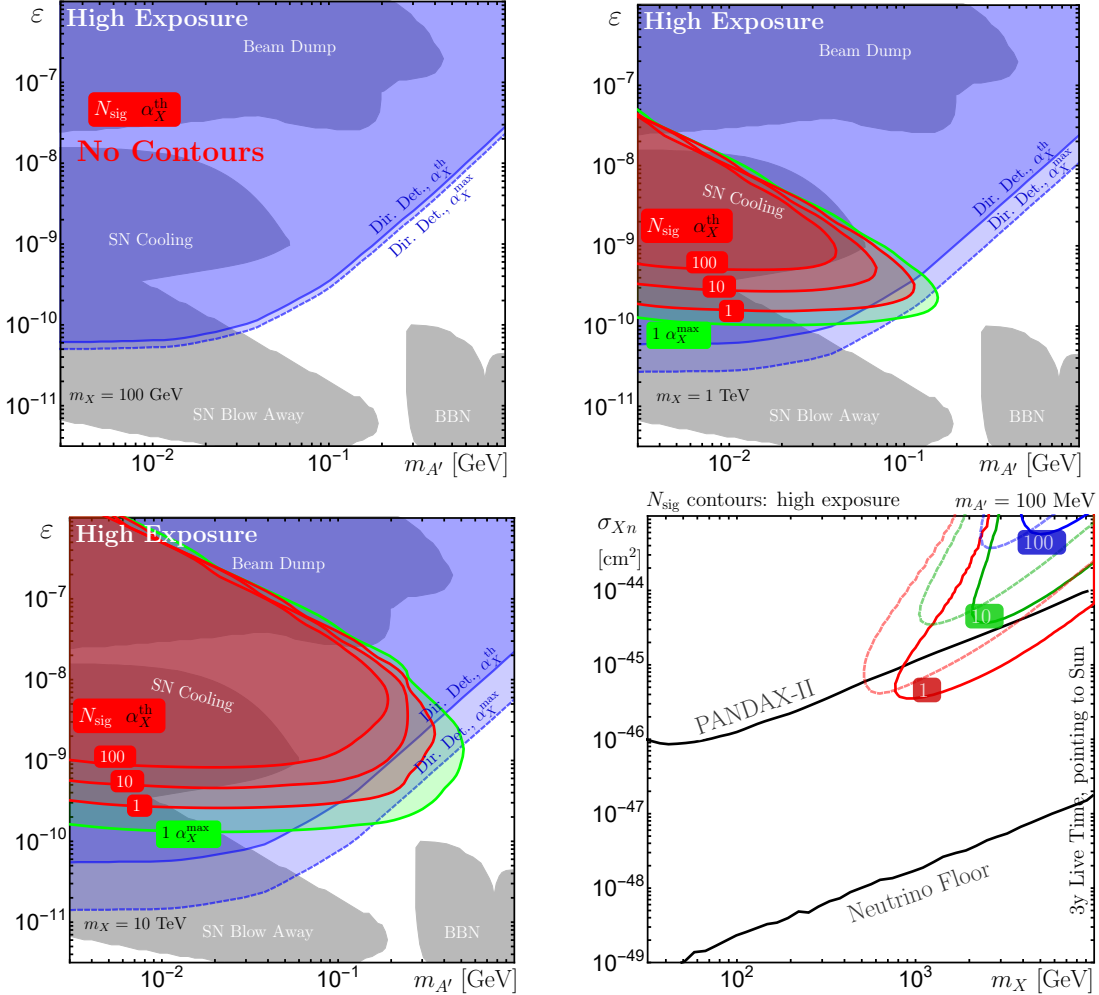 ε
High Exposure
Beam Dump
10⁻⁷
N_sig α_X^th
No Contours
10⁻⁸
Dir. Det., α_X^th
Dir. Det., α_X^max
SN Cooling
10⁻⁹
10⁻¹⁰
m_X = 100 GeV
10⁻¹¹
SN Blow Away
BBN
10⁻²
10⁻¹
m_A′ [GeV]
ε
High Exposure
Beam Dump
10⁻⁷
10⁻⁸
Dir. Det., α_X^th
Dir. Det., α_X^max
SN Cooling
N_sig α_X^th
10⁻⁹
100
10
1
10⁻¹⁰
1 α_X^max
m_X = 1 TeV
10⁻¹¹
SN Blow Away
BBN
10⁻²
10⁻¹
m_A′ [GeV]
ε
High Exposure
Beam Dump
10⁻⁷
10⁻⁸
SN Cooling
Dir. Det., α_X^th
Dir. Det., α_X^max
N_sig α_X^th
10⁻⁹
100
10
1
1 α_X^max
10⁻¹⁰
m_X = 10 TeV
10⁻¹¹
SN Blow Away
BBN
10⁻²
10⁻¹
m_A′ [GeV]
N_sig contours: high exposure
m_A′ = 100 MeV
σ_Xn
[cm²]
100
10⁻⁴⁴
10
10⁻⁴⁵
1
PANDAX-II
10⁻⁴⁶
10⁻⁴⁷
Neutrino Floor
10⁻⁴⁸
10⁻⁴⁹
3y Live Time, pointing to Sun
10²
10³
m_X [GeV]